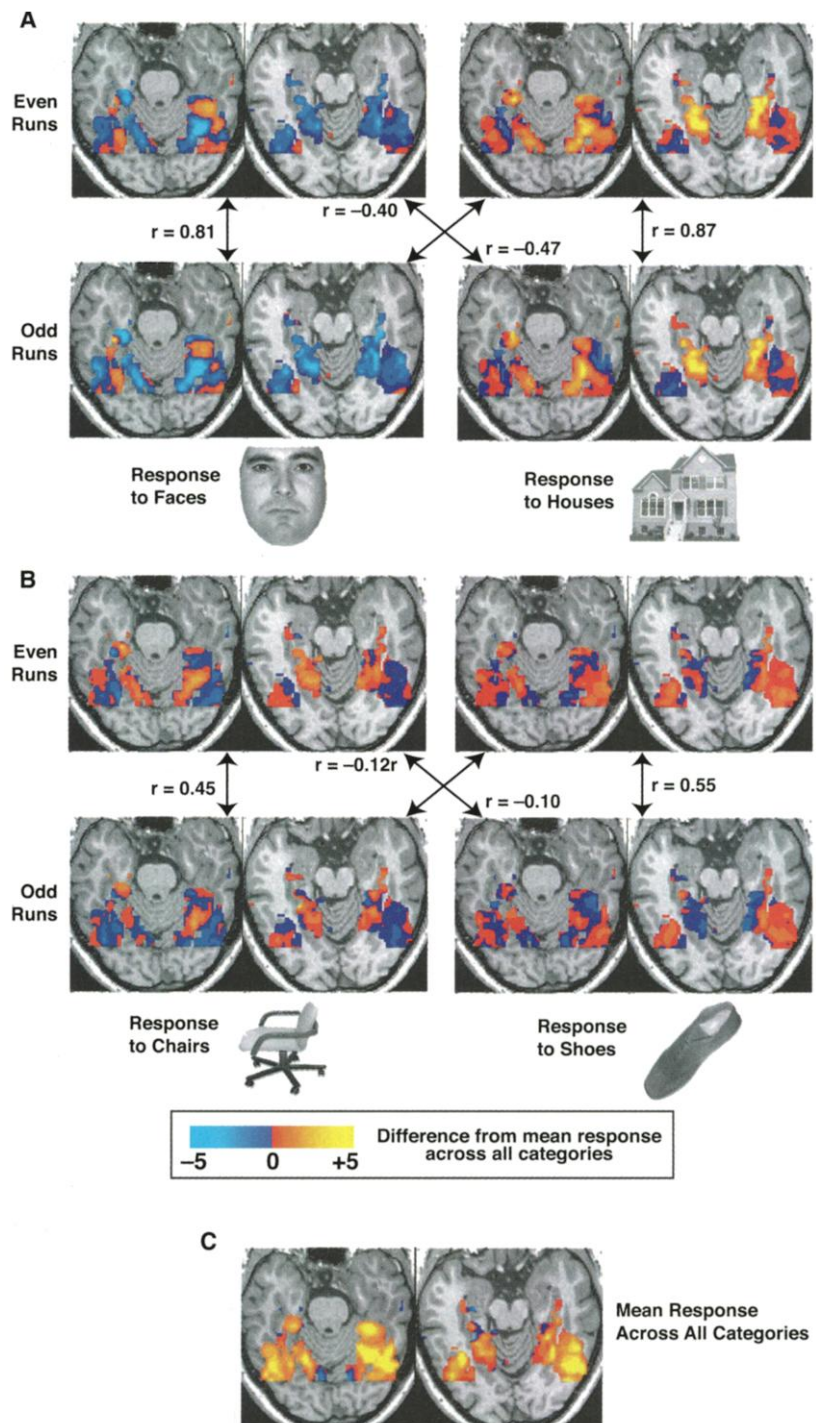 A
Even
Runs
r = 0.81
r = –0.40
r = –0.47
r = 0.87
Odd
Runs
Response
to Faces
Response
to Houses
B
Even
Runs
r = 0.45
r = –0.12r
r = –0.10
r = 0.55
Odd
Runs
Response
to Chairs
Response
to Shoes
Difference from mean response
across all categories
–5 0 +5
C
Mean Response
Across All Categories